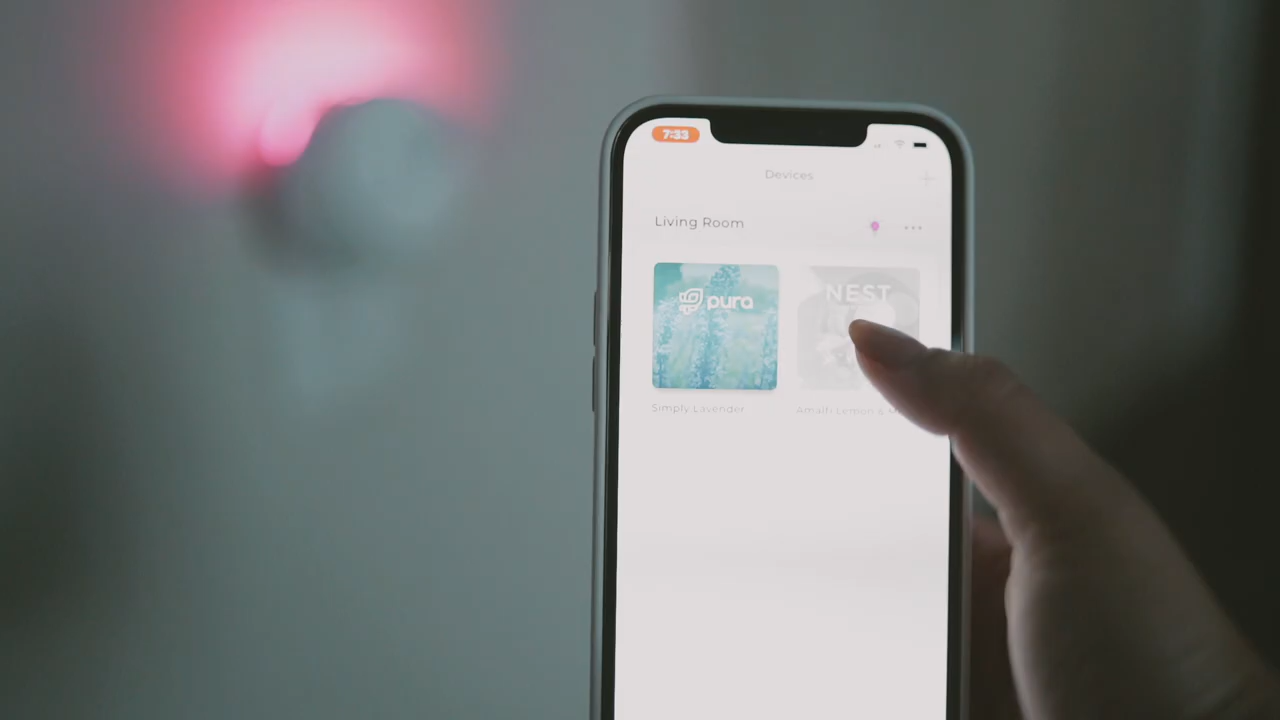 7:33
Devices
Living Room
pura
NEST
Simply Lavender
Amalfi Lemon &